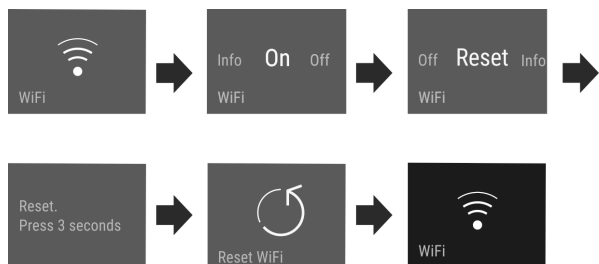 WiFi
Info On Off
WiFi
Off Reset Info
WiFi
Reset.
Press 3 seconds
Reset WiFi
WiFi